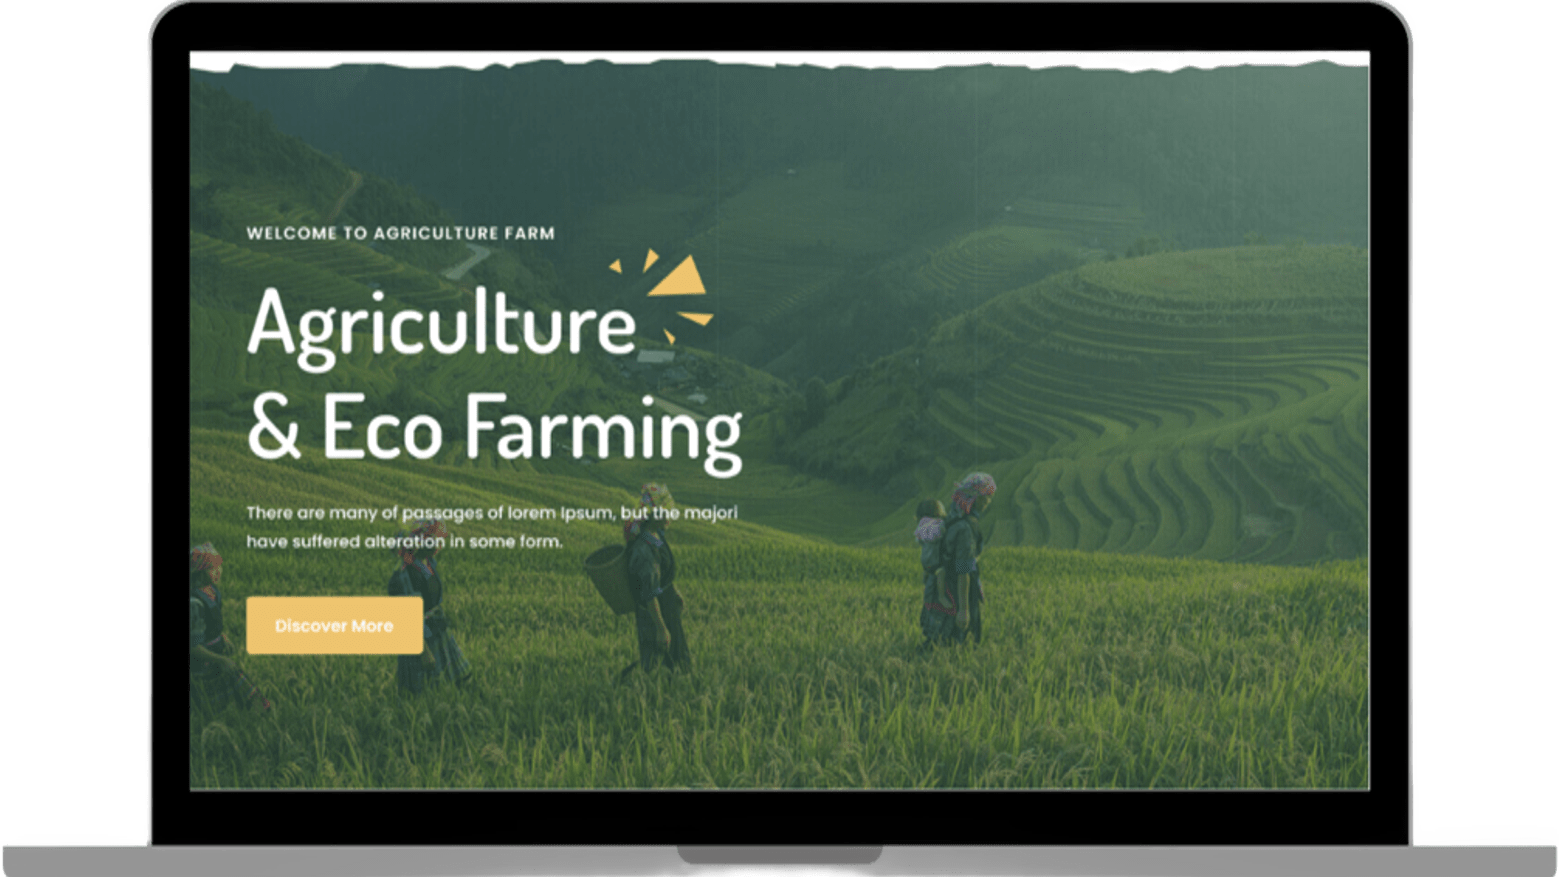 WELCOME TO AGRICULTURE FARM
Agriculture
& Eco Farming
There are many of passages of lorem Ipsum, but the majori
have suffered alteration in some form.
Discover More